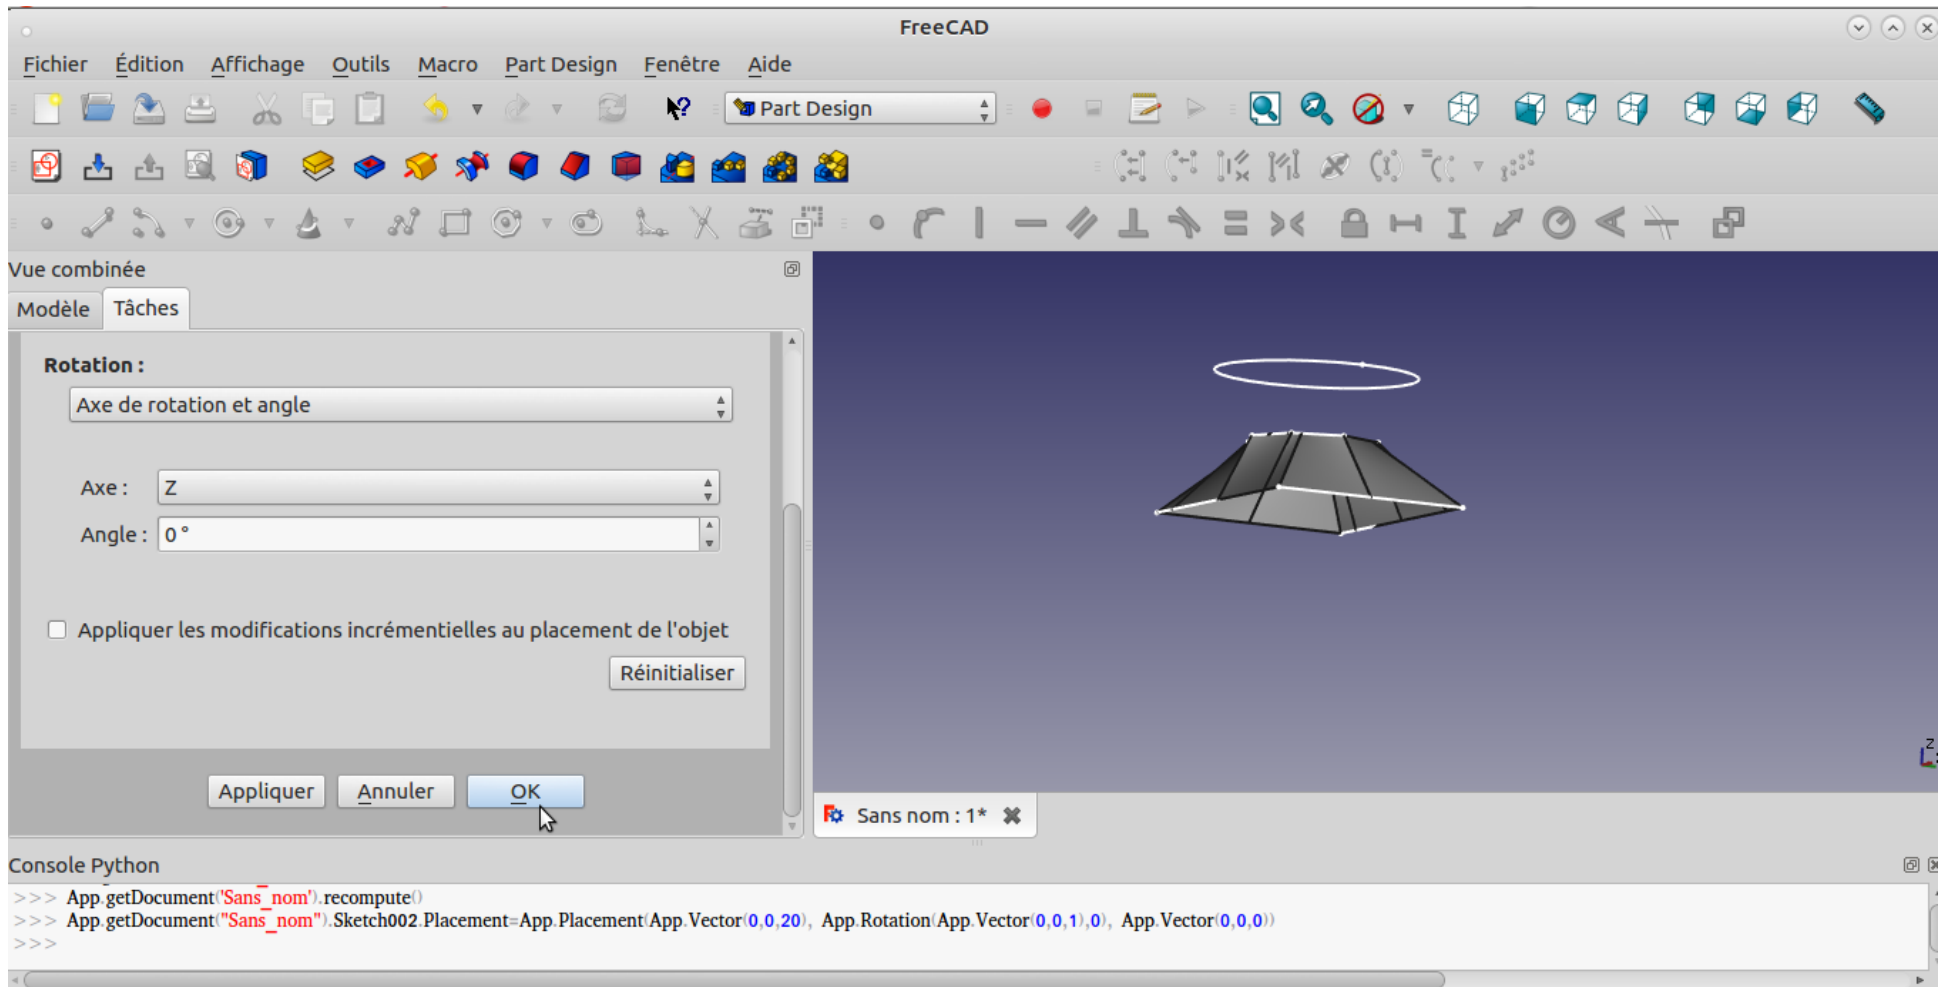 FreeCAD
Fichier Édition Affichage Outils Macro Part Design Fenêtre Aide
Part Design
Vue combinée
Modèle Tâches
Rotation :
Axe de rotation et angle
Axe : Z
Angle : 0 °
Appliquer les modifications incrémentielles au placement de l'objet
Réinitialiser
Appliquer Annuler OK
Z
Sans nom : 1*
Console Python
>>> App.getDocument('Sans_nom').recompute()
>>> App.getDocument("Sans_nom").Sketch002.Placement=App.Placement(App.Vector(0,0,20), App.Rotation(App.Vector(0,0,1),0), App.Vector(0,0,0))
>>>